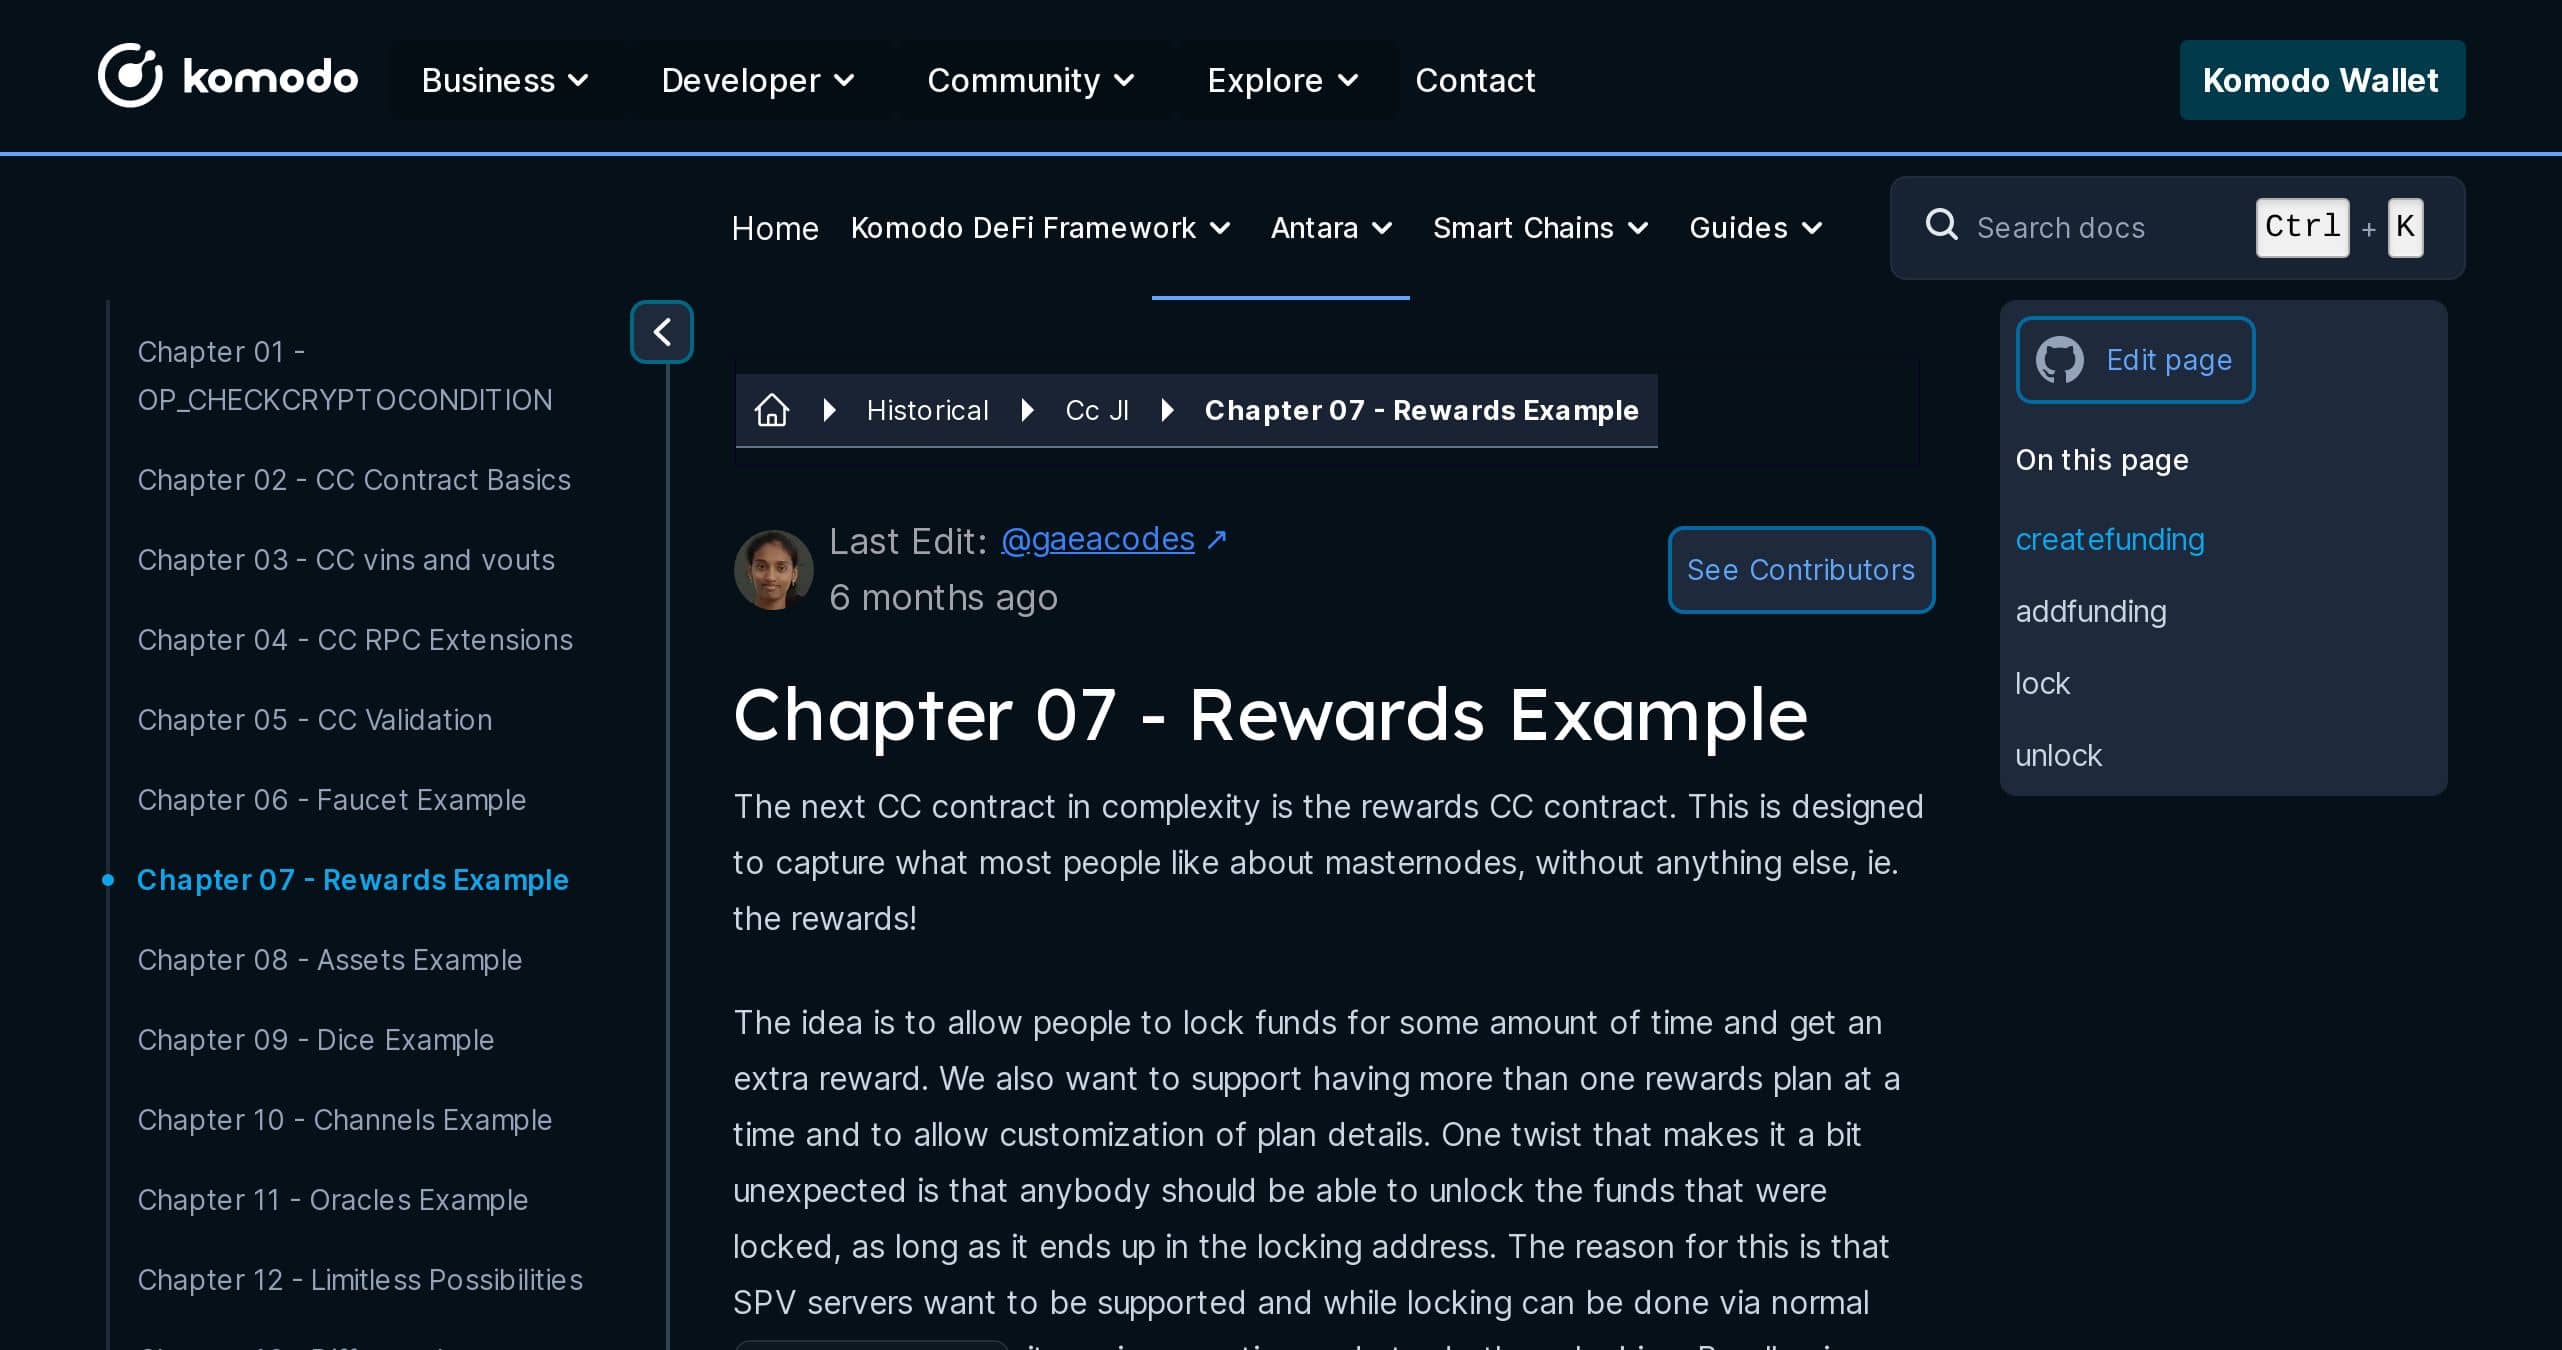 komodo
Business
Developer
Community
Explore
Contact
Komodo Wallet
Home
Komodo DeFi Framework
Antara
Smart Chains
Guides
Search docs
Ctrl + K
Chapter 01 -
OP_CHECKCRYPTOCONDITION
Chapter 02 - CC Contract Basics
Chapter 03 - CC vins and vouts
Chapter 04 - CC RPC Extensions
Chapter 05 - CC Validation
Chapter 06 - Faucet Example
Chapter 07 - Rewards Example
Chapter 08 - Assets Example
Chapter 09 - Dice Example
Chapter 10 - Channels Example
Chapter 11 - Oracles Example
Chapter 12 - Limitless Possibilities
Historical
Cc Jl
Chapter 07 - Rewards Example
Last Edit: @gaeacodes ↗
6 months ago
See Contributors
Chapter 07 - Rewards Example
The next CC contract in complexity is the rewards CC contract. This is designed
to capture what most people like about masternodes, without anything else, ie.
the rewards!
The idea is to allow people to lock funds for some amount of time and get an
extra reward. We also want to support having more than one rewards plan at a
time and to allow customization of plan details. One twist that makes it a bit
unexpected is that anybody should be able to unlock the funds that were
locked, as long as it ends up in the locking address. The reason for this is that
SPV servers want to be supported and while locking can be done via normal
Edit page
On this page
createfunding
addfunding
lock
unlock